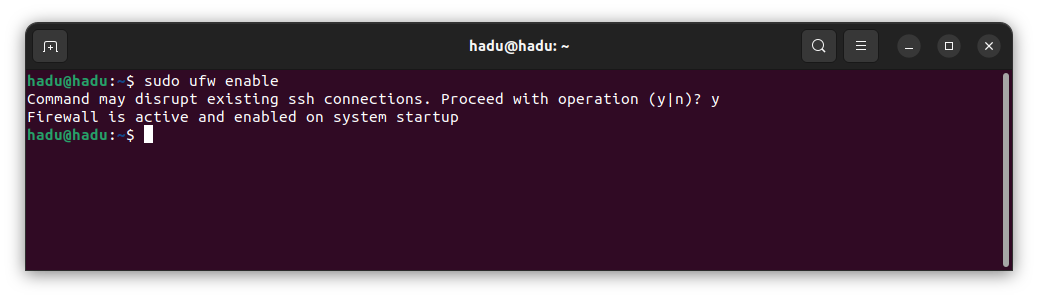 hadu@hadu: ~
hadu@hadu:~$ sudo ufw enable
Command may disrupt existing ssh connections. Proceed with operation (y|n)? y
Firewall is active and enabled on system startup
hadu@hadu:~$